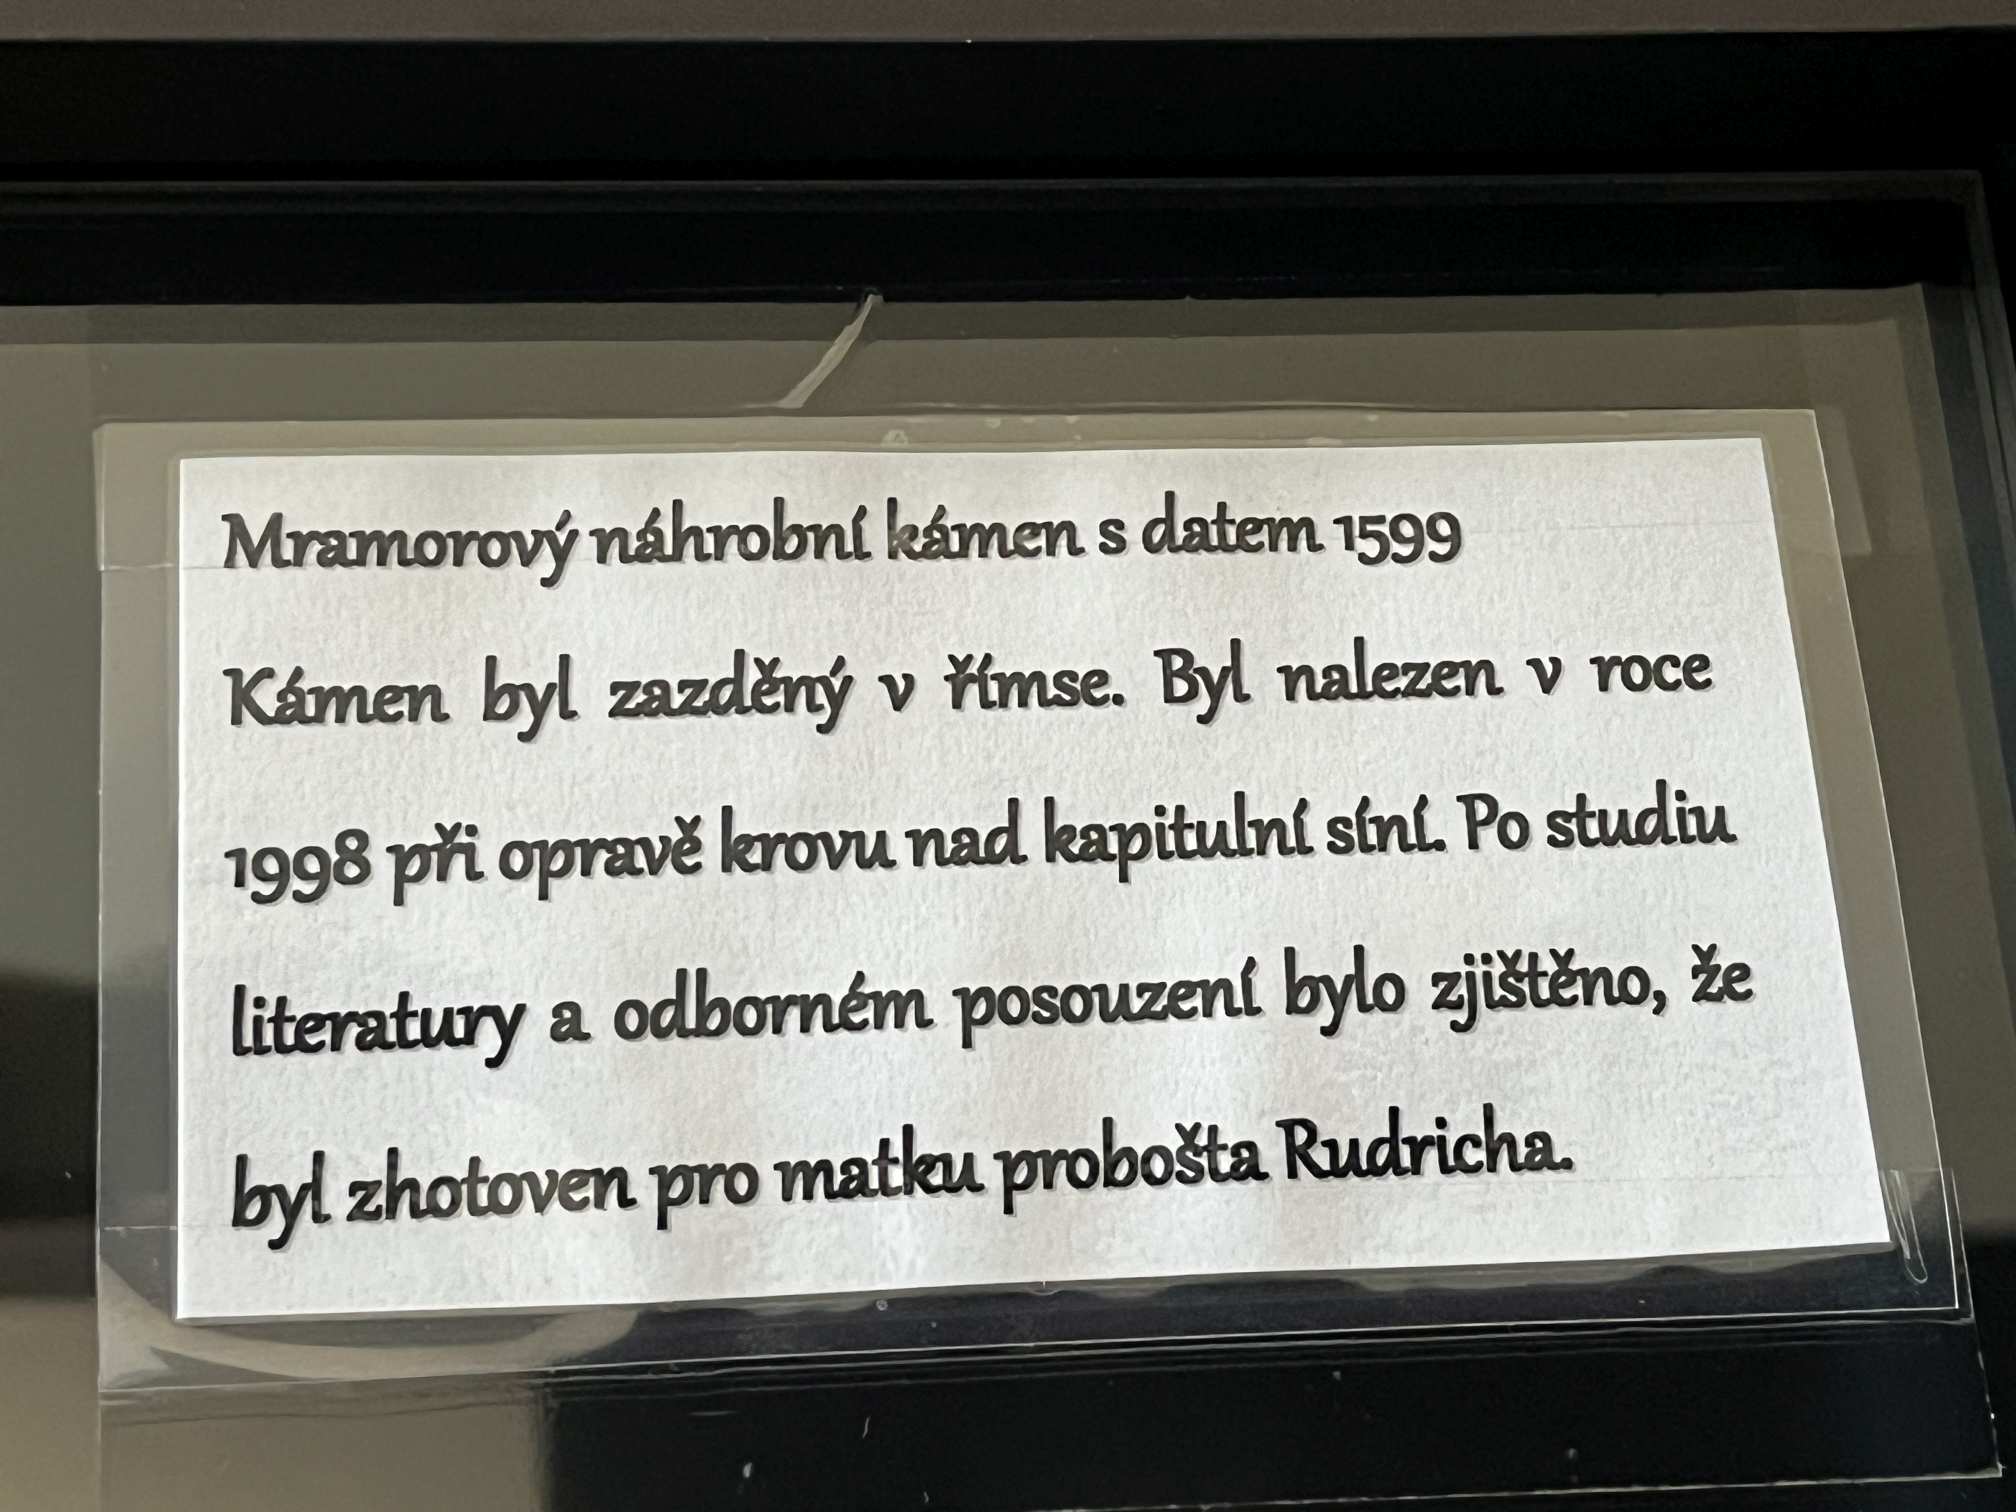 Mramorový náhrobní kámen s datem 1599
Kámen byl zazděný v římse. Byl nalezen v roce
1998 při opravě krovu nad kapitulní síní. Po studiu
literatury a odborném posouzení bylo zjištěno, že
byl zhotoven pro matku probošta Rudricha.